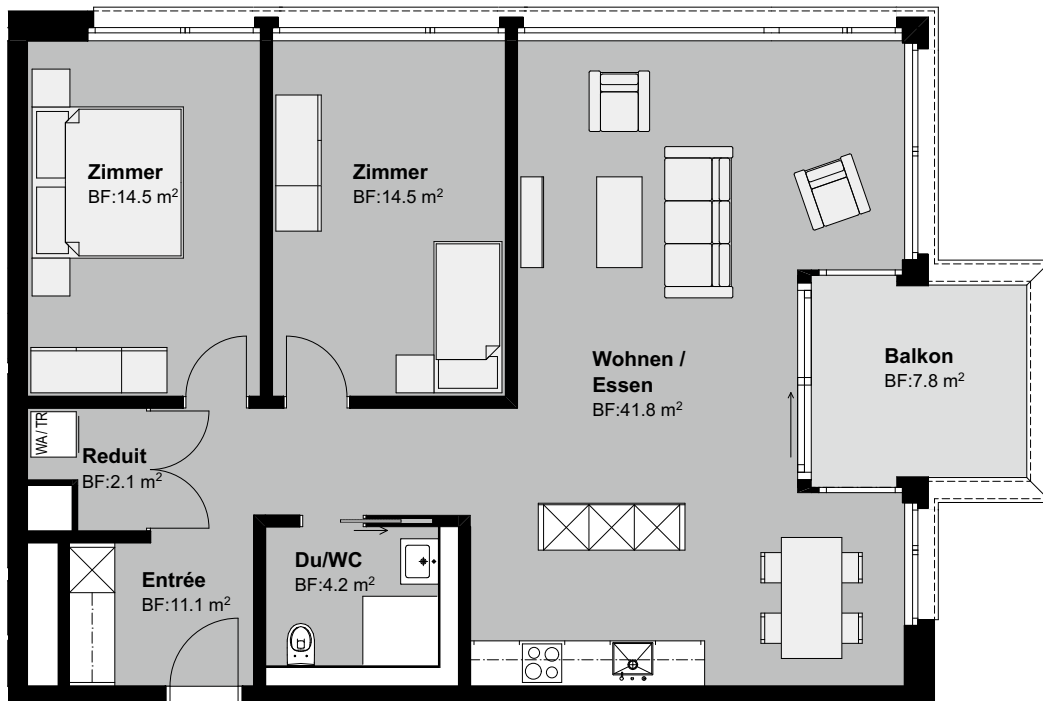 Zimmer
BF:14.5 m²
Zimmer
BF:14.5 m²
Wohnen /
Essen
BF:41.8 m²
Balkon
BF:7.8 m²
WA/TR
Reduit
BF:2.1 m²
Entrée
BF:11.1 m²
Du/WC
BF:4.2 m²